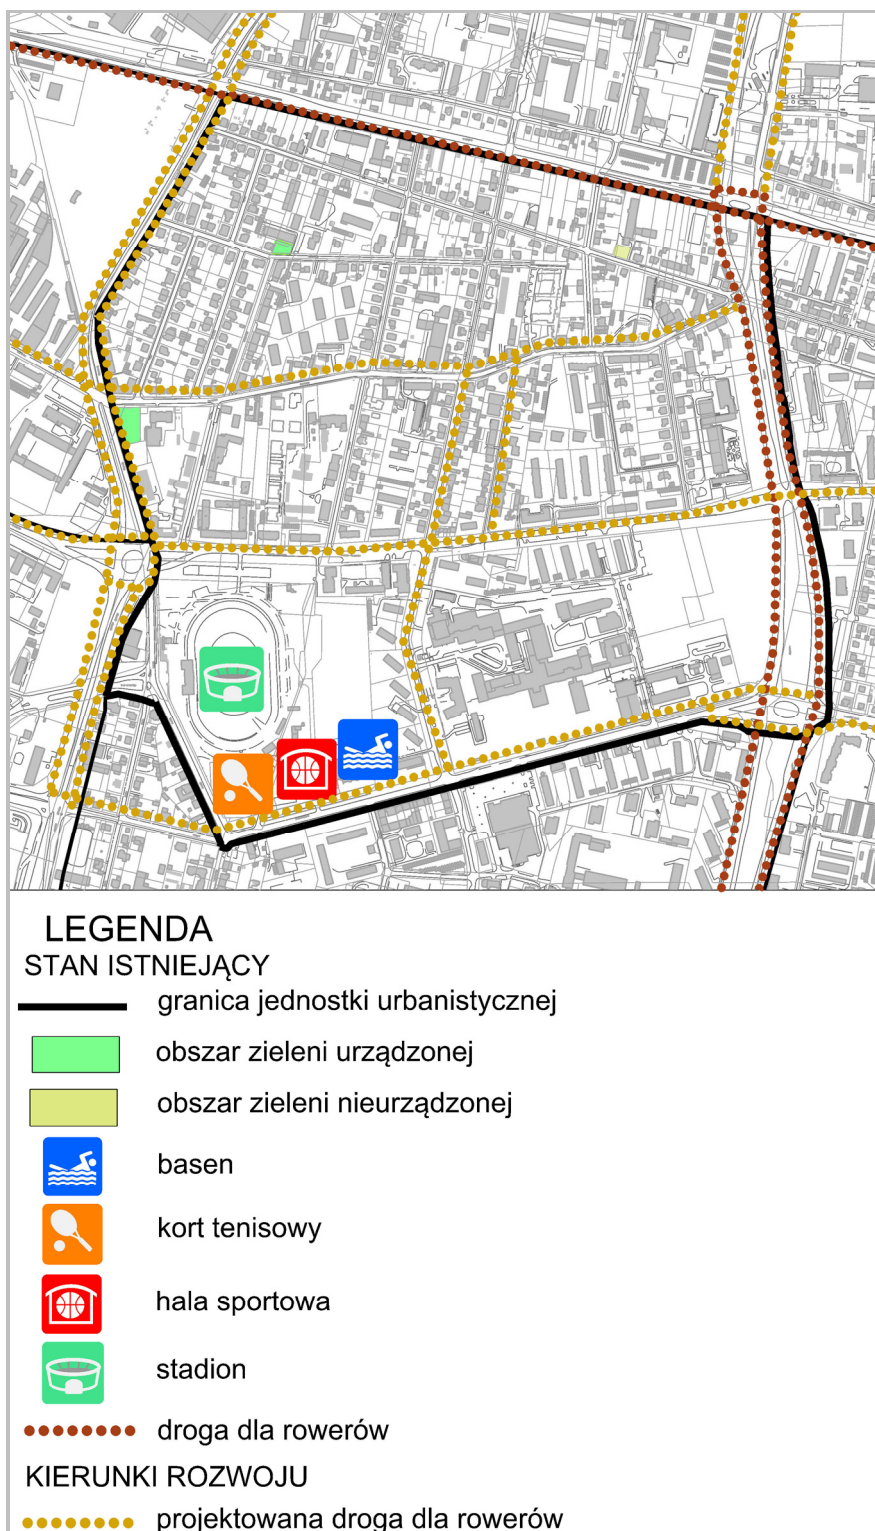 LEGENDA
STAN ISTNIEJĄCY
granica jednostki urbanistycznej
obszar zieleni urządzonej
obszar zieleni nieurządzonej
basen
kort tenisowy
hala sportowa
stadion
droga dla rowerów
KIERUNKI ROZWOJU
projektowana droga dla rowerów